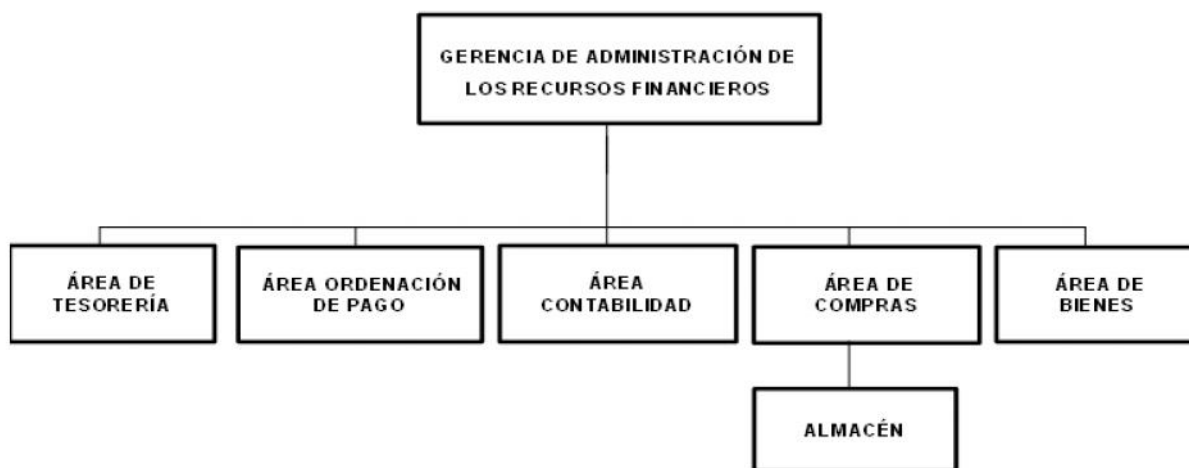 GERENCIA DE ADMINISTRACIÓN DE
LOS RECURSOS FINANCIEROS
ÁREA DE
TESORERÍA
ÁREA ORDENACIÓN
DE PAGO
ÁREA
CONTABILIDAD
ÁREA DE
COMPRAS
ÁREA DE
BIENES
ALMACÉN